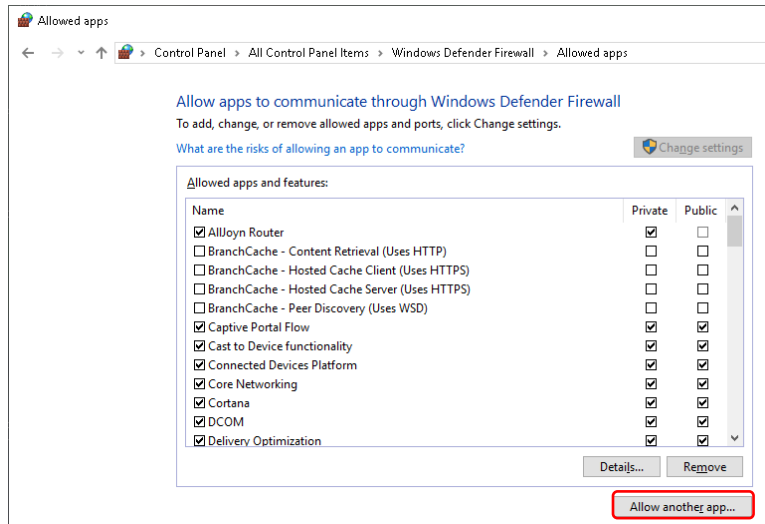 Allowed apps
Control Panel > All Control Panel Items > Windows Defender Firewall > Allowed apps
Allow apps to communicate through Windows Defender Firewall
To add, change, or remove allowed apps and ports, click Change settings.
What are the risks of allowing an app to communicate?
Change settings
Allowed apps and features:
Name Private Public
AllJoyn Router
BranchCache - Content Retrieval (Uses HTTP)
BranchCache - Hosted Cache Client (Uses HTTPS)
BranchCache - Hosted Cache Server (Uses HTTPS)
BranchCache - Peer Discovery (Uses WSD)
Captive Portal Flow
Cast to Device functionality
Connected Devices Platform
Core Networking
Cortana
DCOM
Delivery Optimization
Details... Remove
Allow another app...